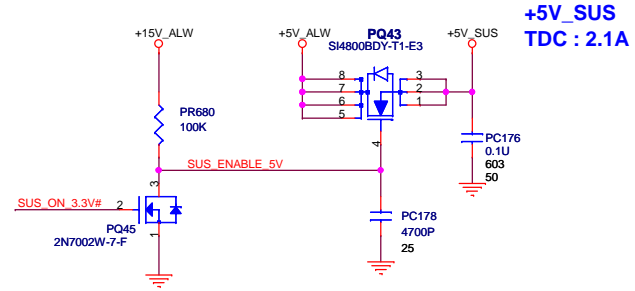 +5V_SUS
TDC : 2.1A
+15V_ALW
+5V_ALW
PQ43
SI4800BDY-T1-E3
+5V_SUS
8
7
6
5
3
2
1
4
PR680
100K
PC176
0.1U
603
50
SUS_ENABLE_5V
SUS_ON_3.3V#
2
3
1
PQ45
2N7002W-7-F
PC178
4700P
25